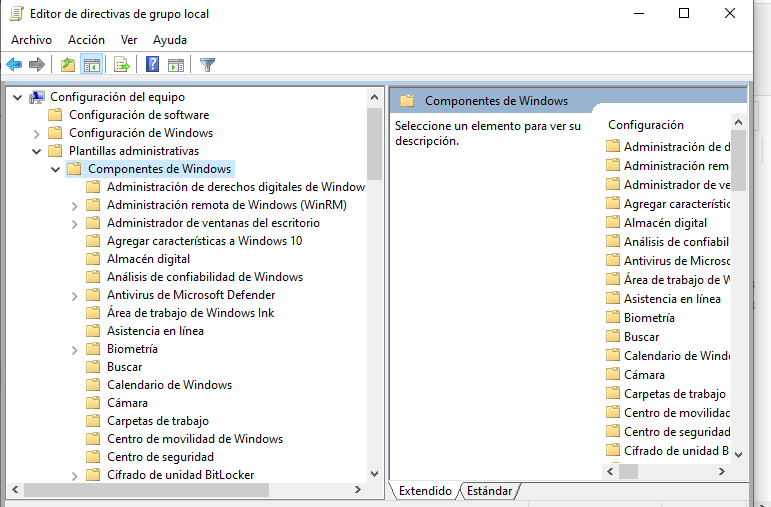 Editor de directivas de grupo local
Archivo Acción Ver Ayuda
Configuración del equipo
Configuración de software
Configuración de Windows
Plantillas administrativas
Componentes de Windows
Administración de derechos digitales de Window
Administración remota de Windows (WinRM)
Administrador de ventanas del escritorio
Agregar características a Windows 10
Almacén digital
Análisis de confiabilidad de Windows
Antivirus de Microsoft Defender
Área de trabajo de Windows Ink
Asistencia en línea
Biometría
Buscar
Calendario de Windows
Cámara
Carpetas de trabajo
Centro de movilidad de Windows
Centro de seguridad
Cifrado de unidad BitLocker
Componentes de Windows
Seleccione un elemento para ver su
descripción.
Configuración
Administración de d
Administración rem
Administrador de ve
Agregar característic
Almacén digital
Análisis de confiabil
Antivirus de Microsoc
Área de trabajo de W
Asistencia en línea
Biometría
Buscar
Calendario de Windo
Cámara
Carpetas de trabajo
Centro de movilidad
Centro de seguridad
Cifrado de unidad B
Extendido Estándar